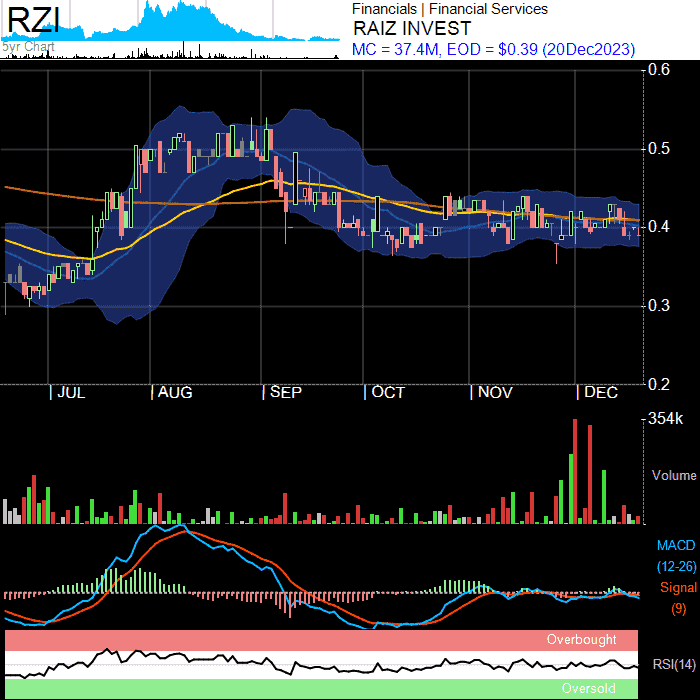 RZI
5yr Chart
Financials | Financial Services
RAIZ INVEST
MC = 37.4M, EOD = $0.39 (20Dec2023)
0.6
0.5
0.4
0.3
0.2
| JUL | AUG | SEP | OCT | NOV | DEC
354k
Volume
MACD
(12-26)
Signal
(9)
Overbought
RSI(14)
Oversold